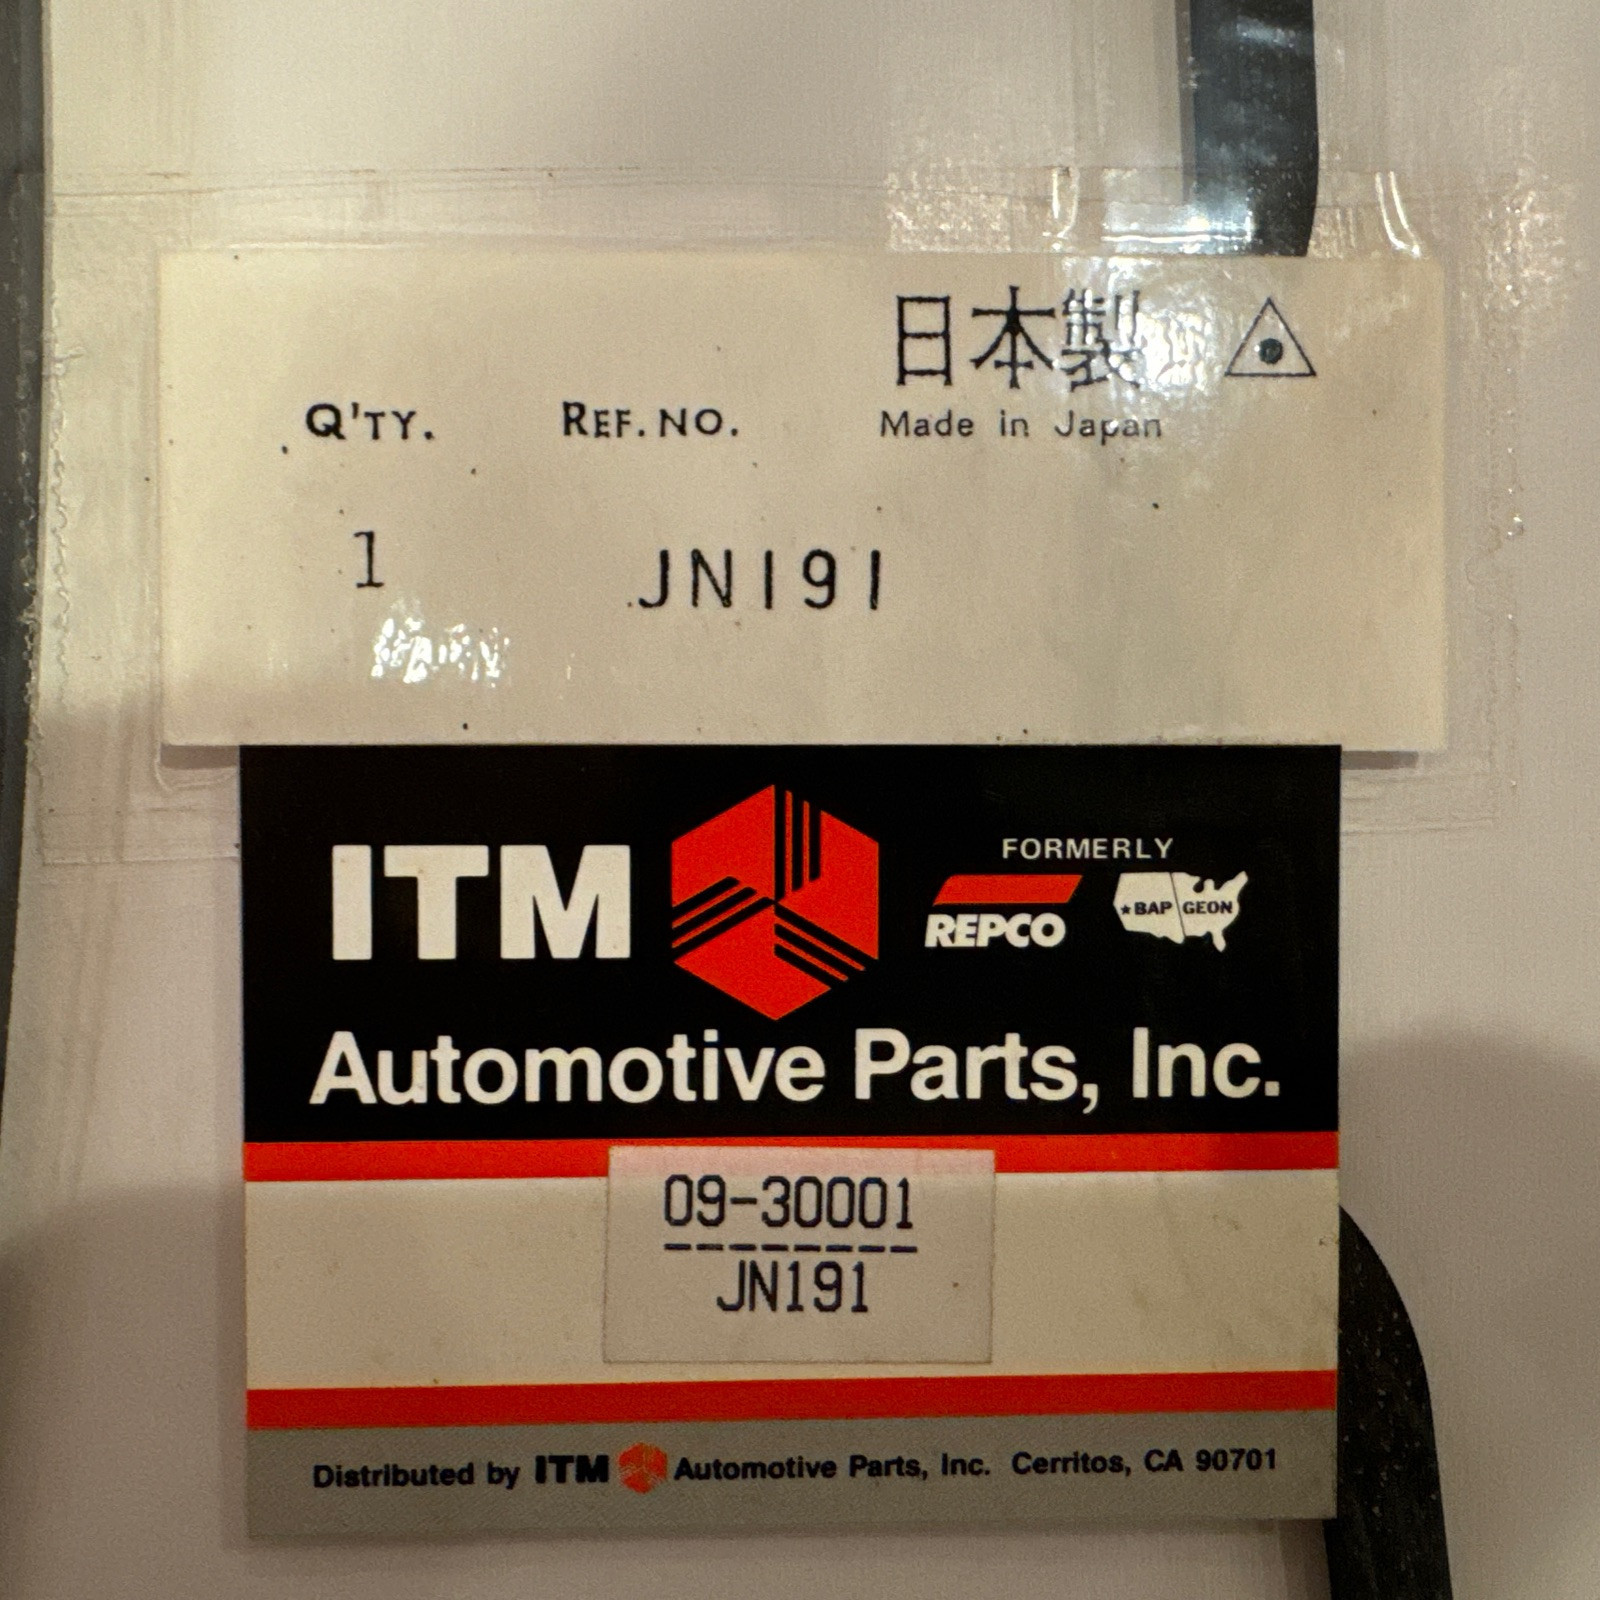 日本製
Q'TY. REF. NO. Made in Japan
1 JN191
ITM FORMERLY
REPCO BAP GEON
Automotive Parts, Inc.
09-30001
--------
JN191
Distributed by ITM Automotive Parts, Inc. Cerritos, CA 90701